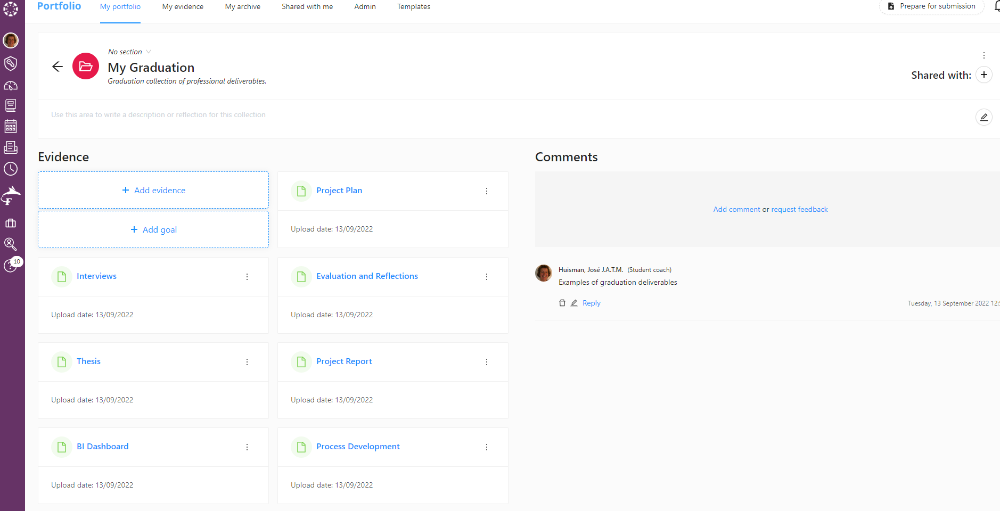 Portfolio
My portfolio
My evidence
My archive
Shared with me
Admin
Templates
Prepare for submission
No section
My Graduation
Graduation collection of professional deliverables.
Shared with:
Use this area to write a description or reflection for this collection
Evidence
Add evidence
Add goal
Project Plan
Upload date: 13/09/2022
Interviews
Upload date: 13/09/2022
Evaluation and Reflections
Upload date: 13/09/2022
Thesis
Upload date: 13/09/2022
Project Report
Upload date: 13/09/2022
BI Dashboard
Upload date: 13/09/2022
Process Development
Upload date: 13/09/2022
Comments
Add comment or request feedback
Huisman, José J.A.T.M. (Student coach)
Examples of graduation deliverables
Reply
Tuesday, 13 September 2022 12:
F
10